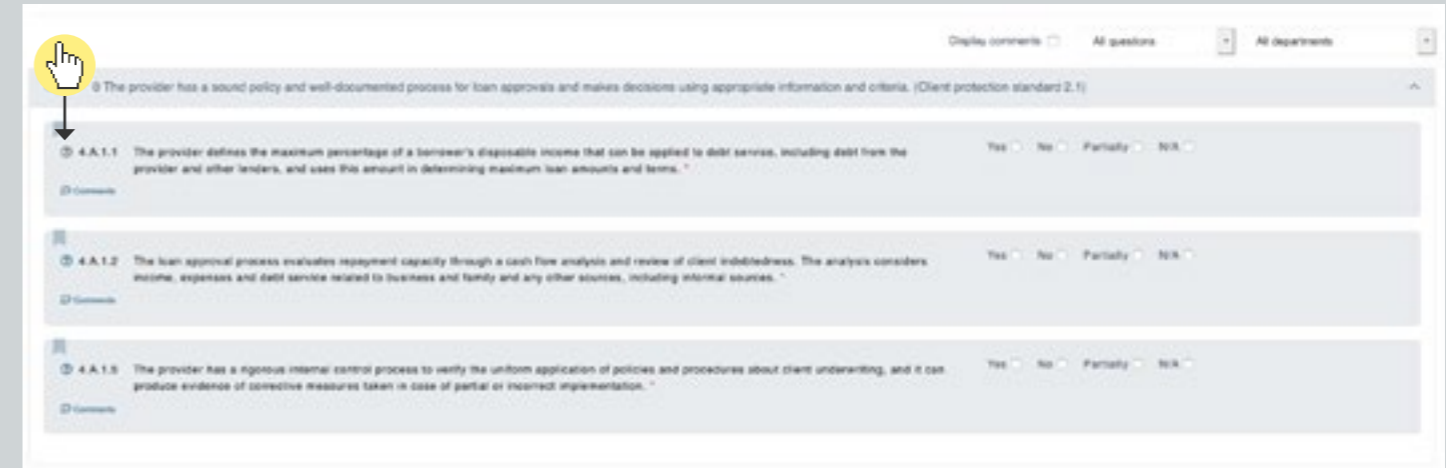 Display comments All questions All departments
The provider has a sound policy and well-documented process for loan approvals and makes decisions using appropriate information and criteria. (Client protection standard 2.1)
4.A.1.1 The provider defines the maximum percentage of a borrower's disposable income that can be applied to debt service, including debt from the Yes No Partially N/A
provider and other lenders, and uses this amount in determining maximum loan amounts and terms. *
Comments
4.A.1.2 The loan approval process evaluates repayment capacity through a cash flow analysis and review of client indebtedness. The analysis considers Yes No Partially N/A
income, expenses and debt service related to business and family and any other sources, including informal sources. *
Comments
The provider has a rigorous internal control process to verify the uniform application of policies and procedures about client underwriting, and it can Yes No Partially N/A
produce evidence of corrective measures taken in case of partial or incorrect implementation. *
Comments